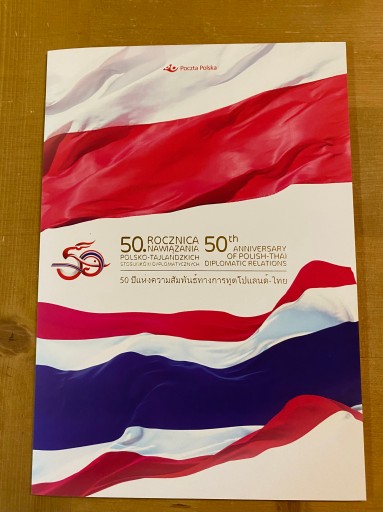 Poczta Polska
50
50. ROCZNICA
NAWIĄZANIA
POLSKO-TAJLANDZKICH
STOSUNKÓW DYPLOMATYCZNYCH
50th
ANNIVERSARY
OF POLISH-THAI
DIPLOMATIC RELATIONS
50 ปีแห่งความสัมพันธ์ทางการทูตโปแลนด์-ไทย